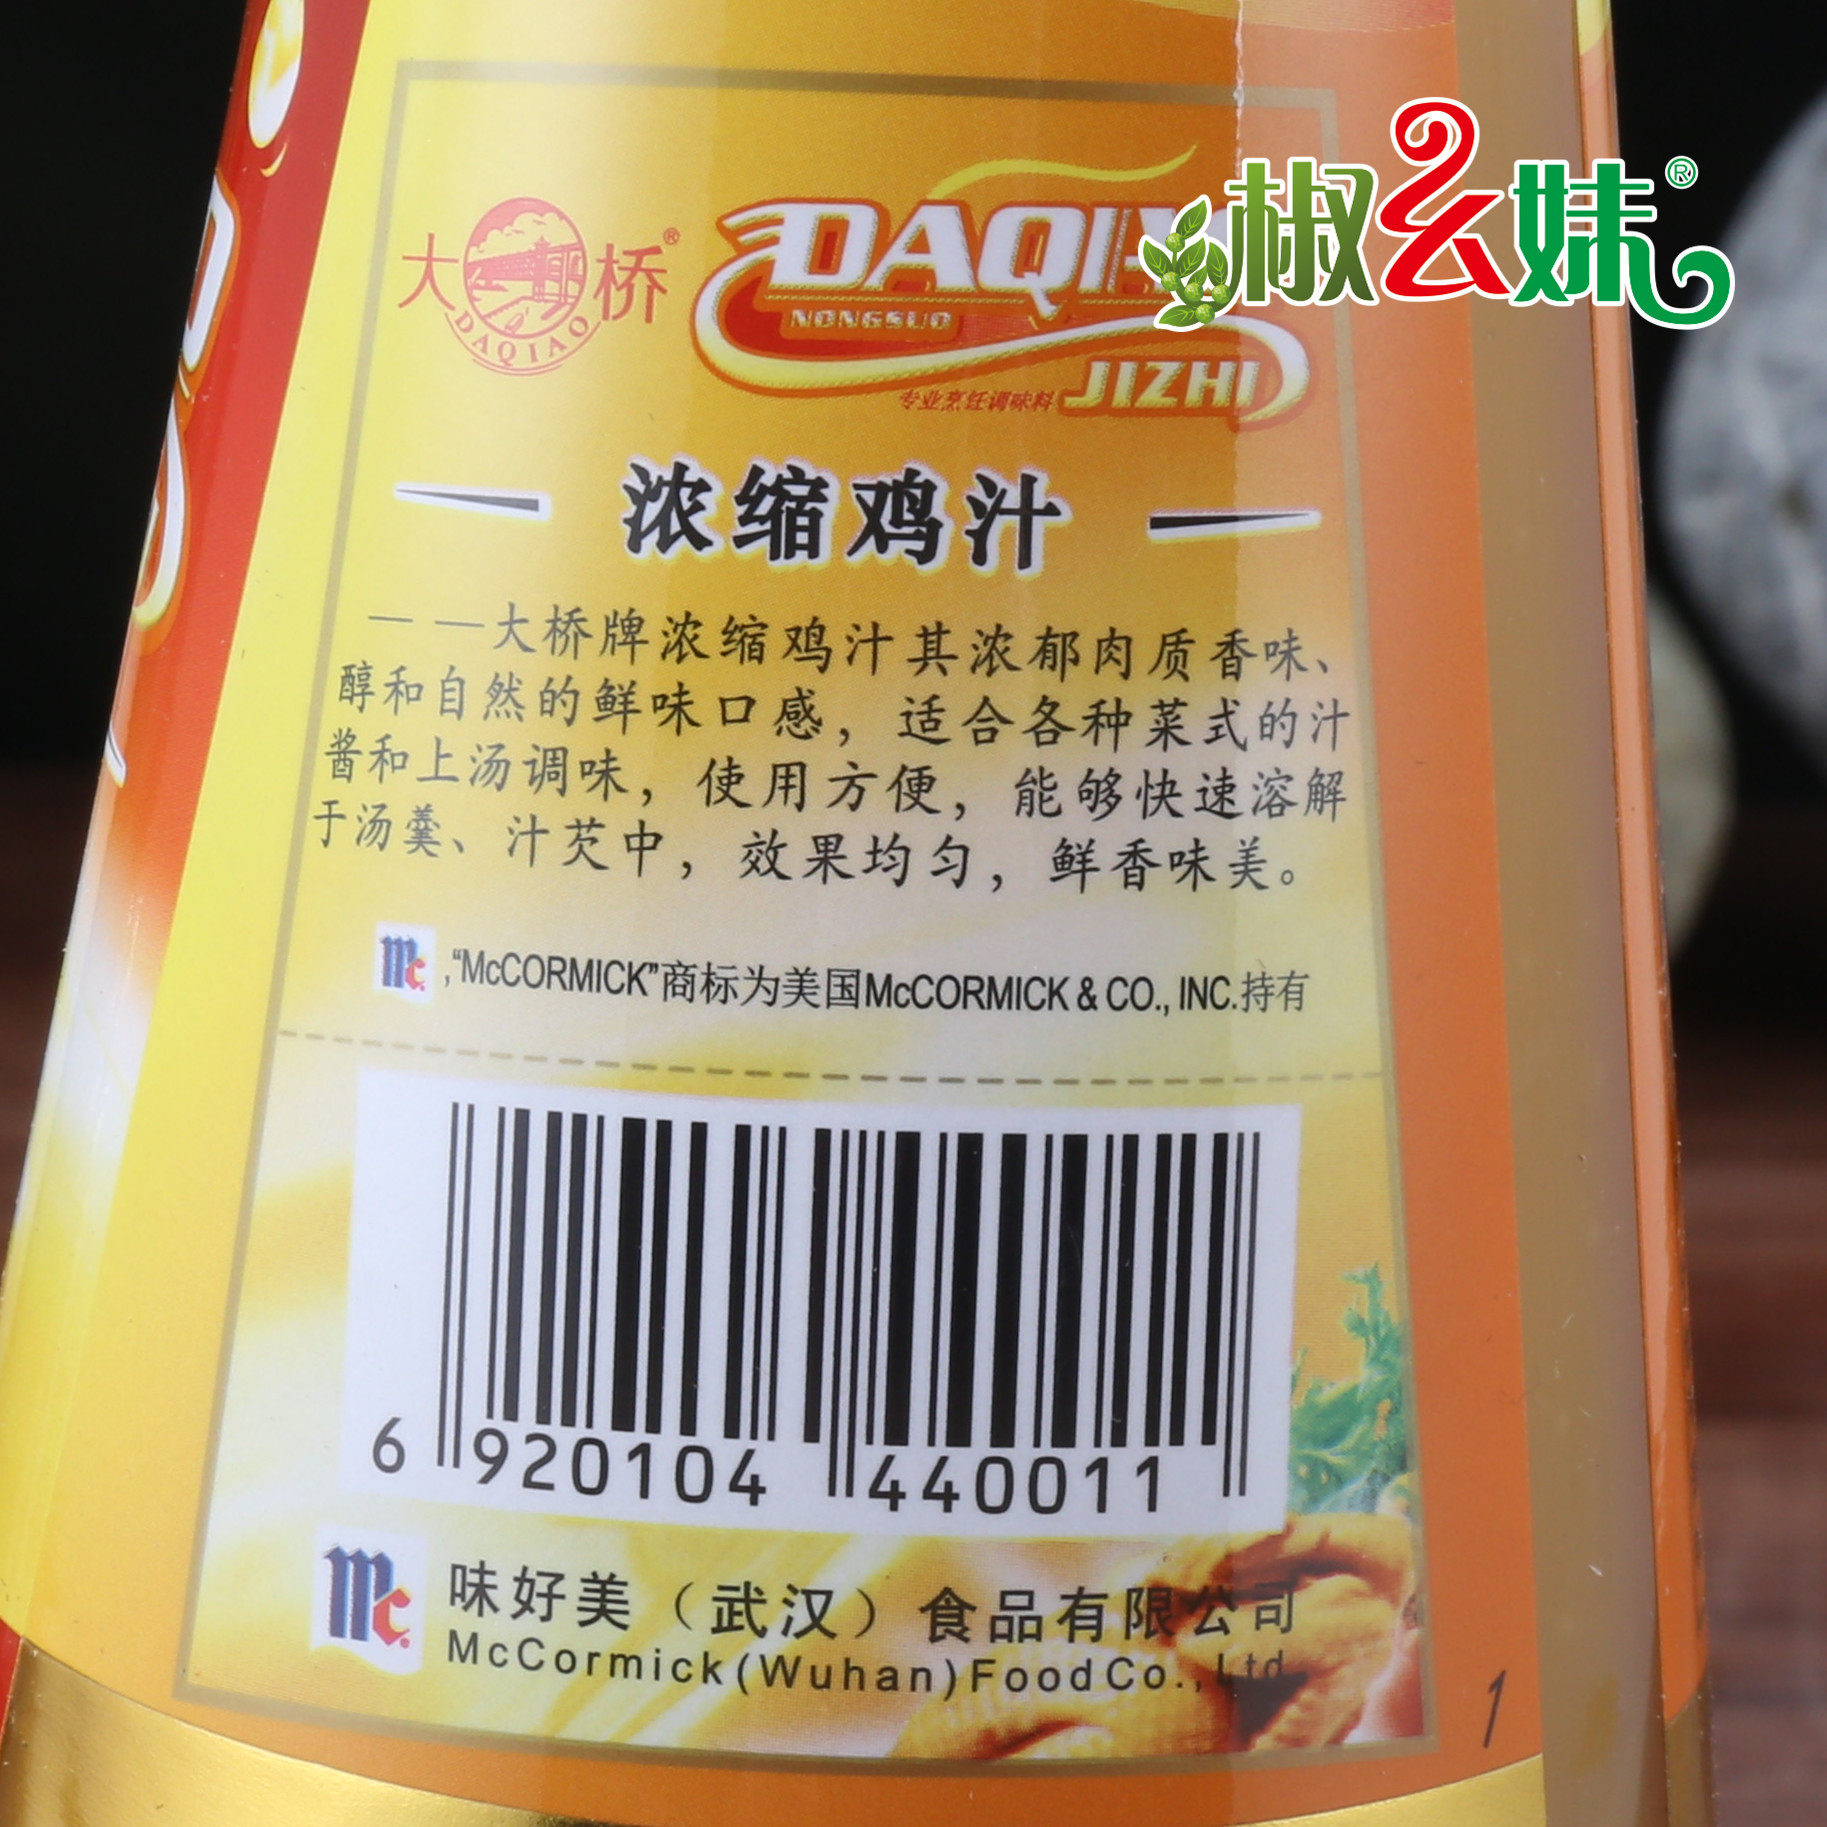 椒么妹®
大桥®
DAQIAO
NONGSUO
专业烹饪调味料 JIZHI
浓缩鸡汁
——大桥牌浓缩鸡汁其浓郁肉质香味、
醇和自然的鲜味口感，适合各种菜式的汁
酱和上汤调味，使用方便，能够快速溶解
于汤羹、汁芡中，效果均匀，鲜香味美。
Mc.,“McCORMICK”商标为美国McCORMICK & CO., INC.持有
6 920104 440011
Mc. 味好美（武汉）食品有限公司
McCormick(Wuhan)FoodCo.,Ltd.
1